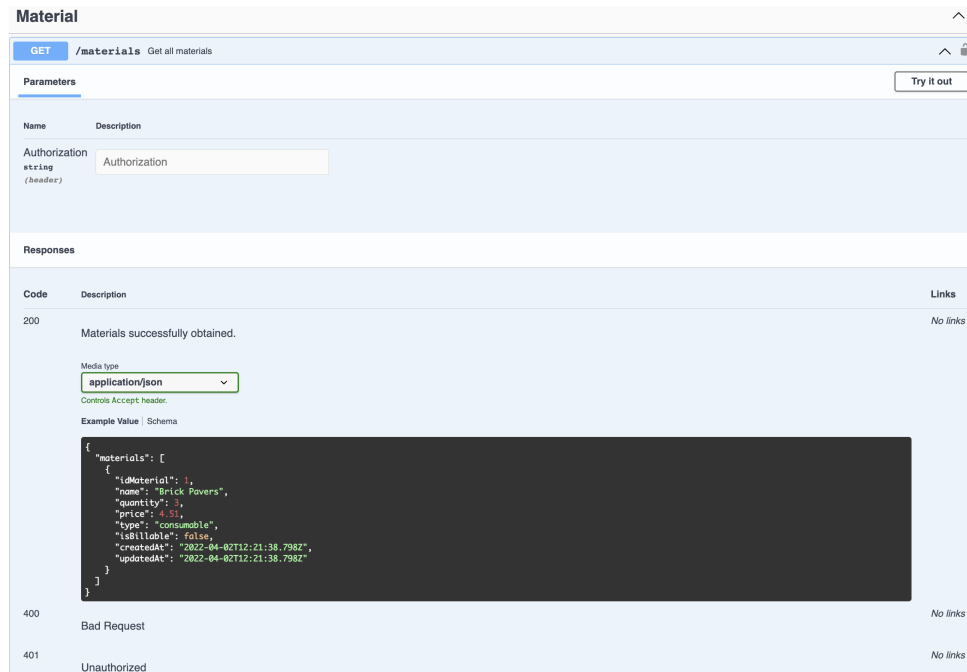 Material
GET /materials Get all materials
Parameters
Try it out
Name Description
Authorization
string
(header)
Authorization
Responses
Code Description Links
200 No links
Materials successfully obtained.
Media type
application/json
Controls Accept header.
Example Value Schema
{
"materials": [
{
"idMaterial": 1,
"name": "Brick Pavers",
"quantity": 3,
"price": 4.51,
"type": "consumable",
"isBillable": false,
"createdAt": "2022-04-02T12:21:38.798Z",
"updatedAt": "2022-04-02T12:21:38.798Z"
}
]
}
400 No links
Bad Request
401 No links
Unauthorized